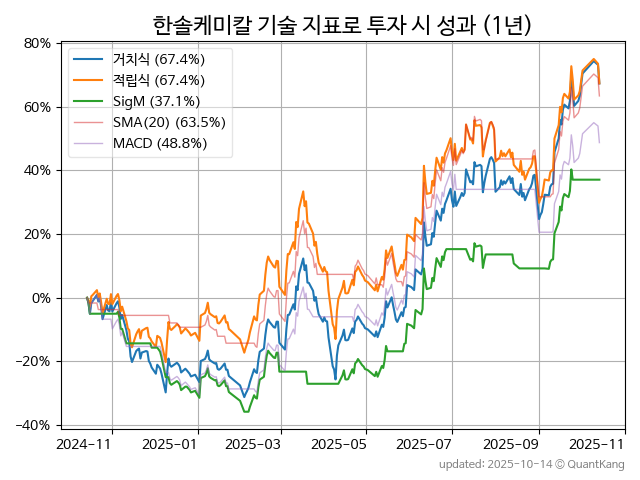 한솔케미칼 기술 지표로 투자 시 성과 (1년)
거치식 (67.4%)
적립식 (67.4%)
SigM (37.1%)
SMA(20) (63.5%)
MACD (48.8%)
80%
60%
40%
20%
0%
−20%
−40%
2024-11 2025-01 2025-03 2025-05 2025-07 2025-09 2025-11
updated: 2025-10-14 © QuantKang